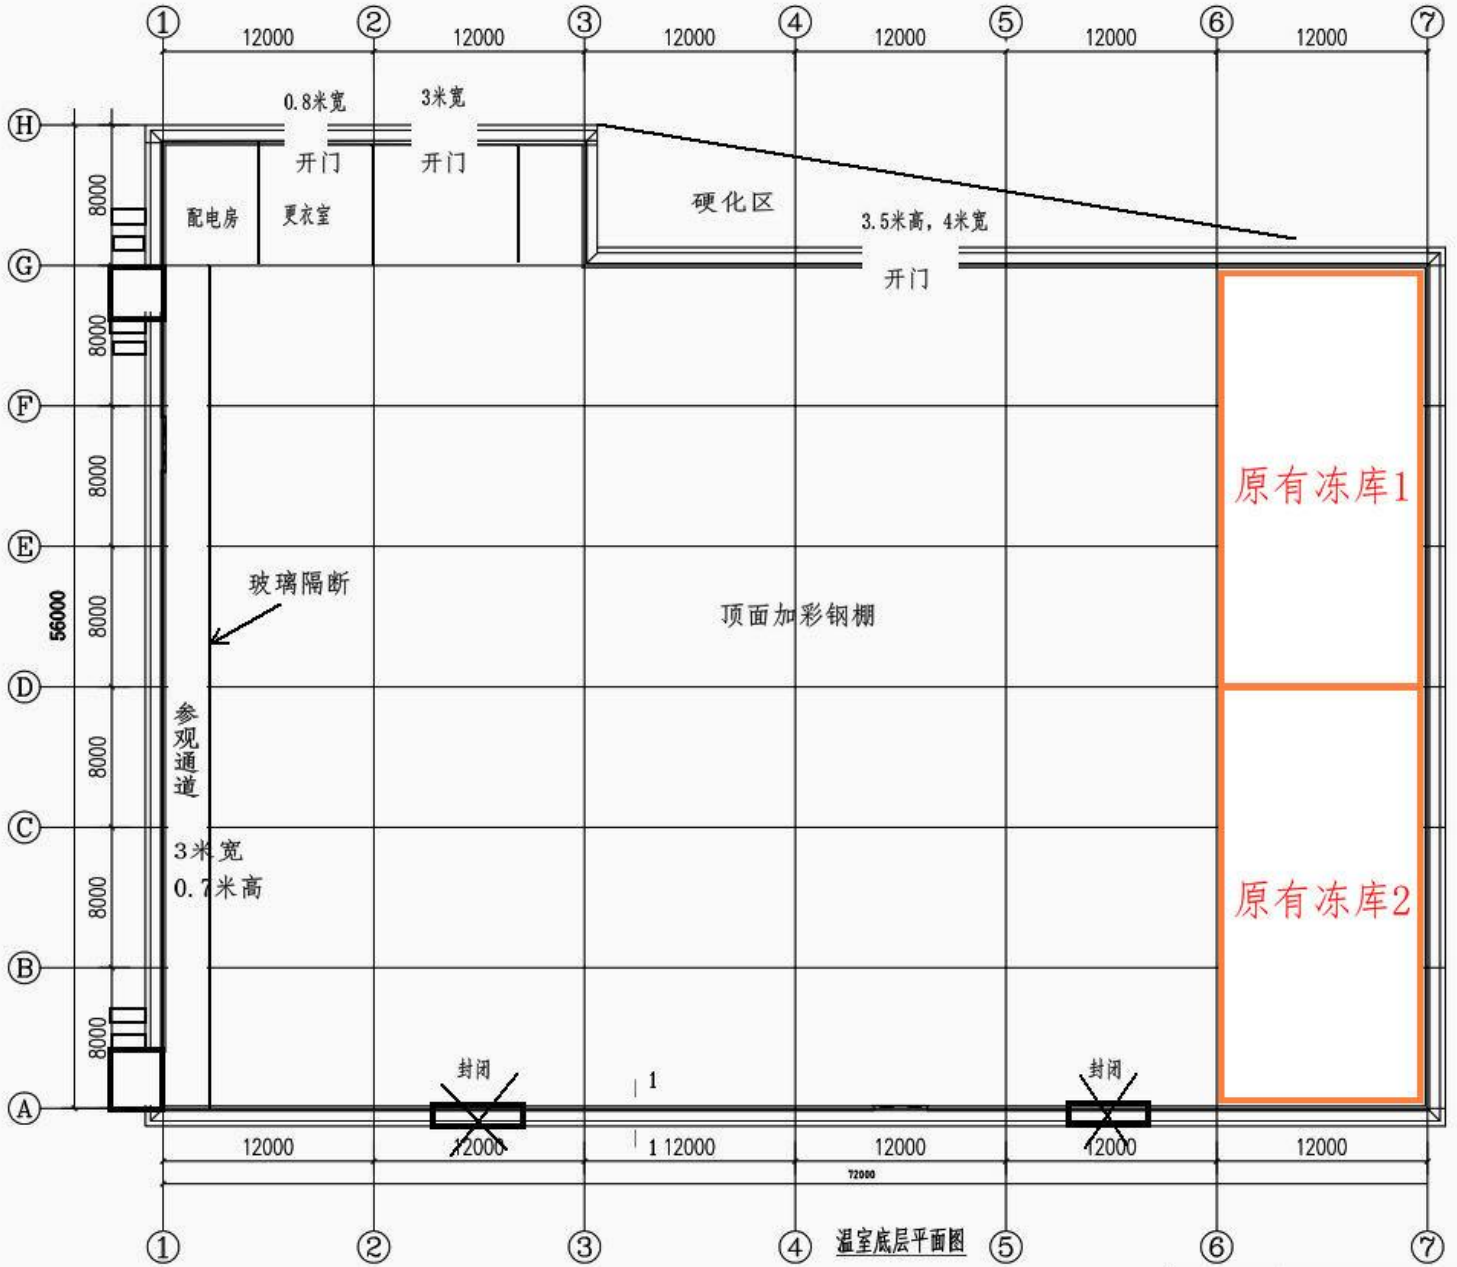 ① ② ③ ④ ⑤ ⑥ ⑦
12000 12000 12000 12000 12000 12000
0.8米宽
3米宽
H
开门
开门
8000
配电房
更衣室
硬化区
3.5米高，4米宽
开门
G
8000
F
8000
原有冻库1
E
玻璃隔断
56000
8000
顶面加彩钢棚
D
参观通道
8000
C
3米宽
0.7米高
8000
原有冻库2
B
8000
封闭
封闭
1
A
12000 12000 1 12000 12000 12000 12000
72000
温室底层平面图
① ② ③ ④ ⑤ ⑥ ⑦